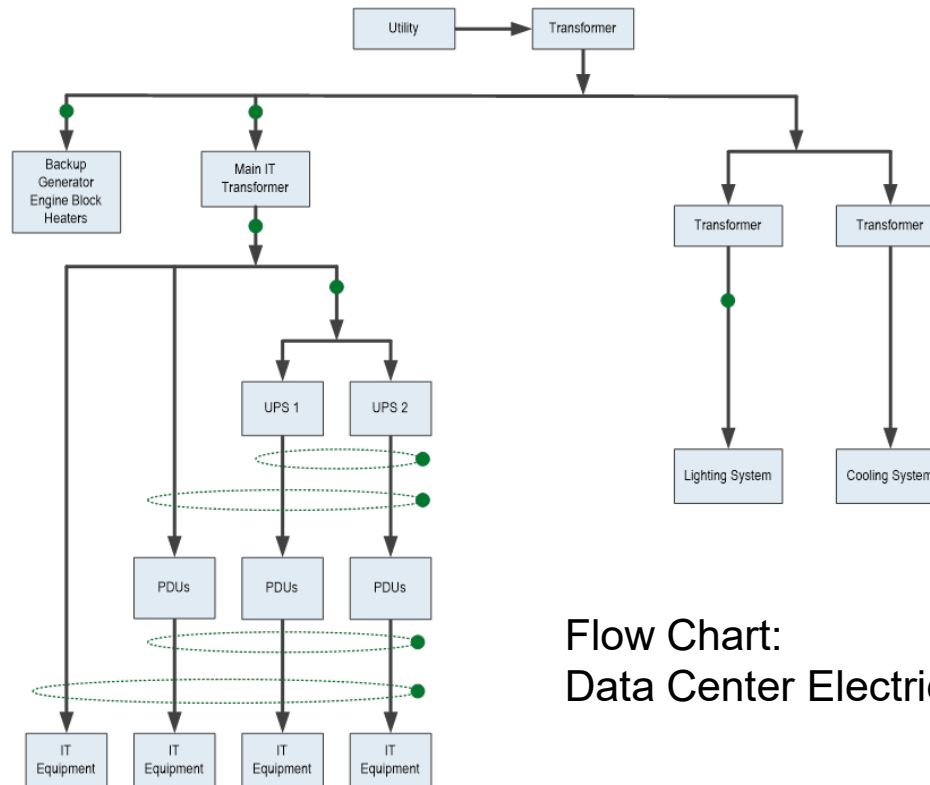 Utility
Transformer
Backup
Generator
Engine Block
Heaters
Main IT
Transformer
Transformer
Transformer
UPS 1
UPS 2
Lighting System
Cooling System
PDUs
PDUs
PDUs
Flow Chart:
Data Center Electric
IT
Equipment
IT
Equipment
IT
Equipment
IT
Equipment